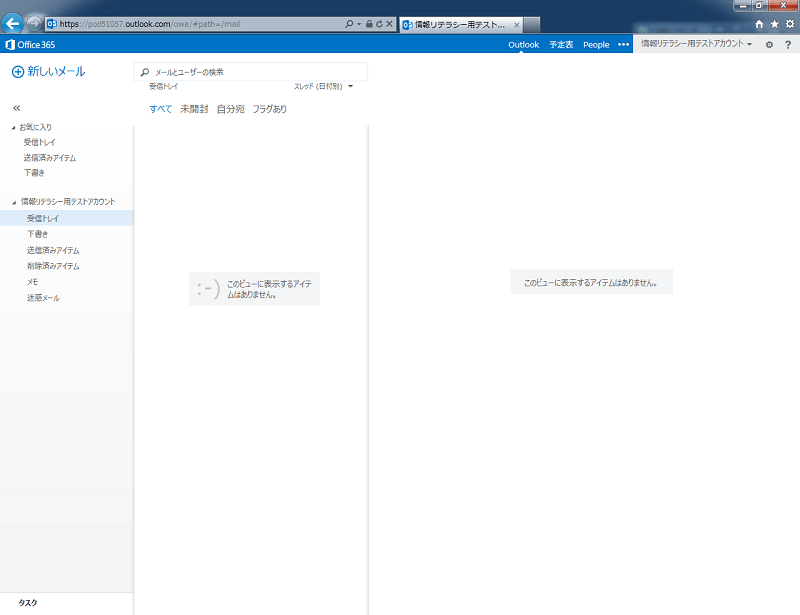 https://pod51057.outlook.com/owa/#path=/mail
情報リテラシー用テスト...
Office 365
Outlook 予定表 People ••• 情報リテラシー用テストアカウント ?
新しいメール
メールとユーザーの検索
受信トレイ スレッド (日付別)
すべて 未開封 自分宛 フラグあり
«
お気に入り
受信トレイ
送信済みアイテム
下書き
情報リテラシー用テストアカウント
受信トレイ
下書き
送信済みアイテム
削除済みアイテム
メモ
迷惑メール
:-)
このビューに表示するアイテ
ムはありません。
このビューに表示するアイテムはありません。
タスク